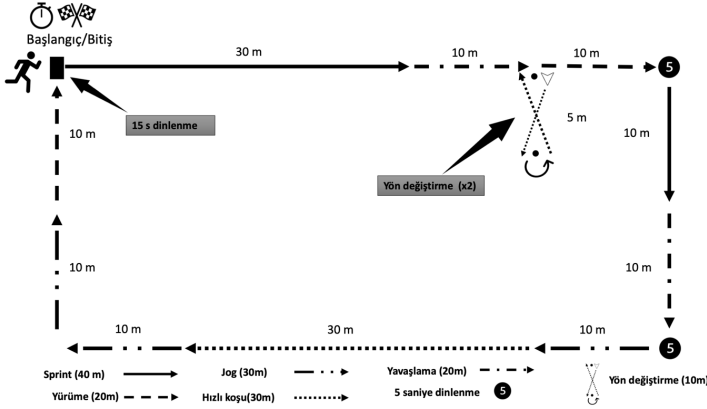 Başlangıç/Bitiş
30 m
10 m
10 m
5
15 s dinlenme
10 m
5 m
10 m
Yön değiştirme (x2)
10 m
10 m
10 m
30 m
10 m
5
Sprint (40 m)
Jog (30m)
Yavaşlama (20m)
Yürüme (20m)
Hızlı koşu(30m)
5 saniye dinlenme
5
Yön değiştirme (10m)